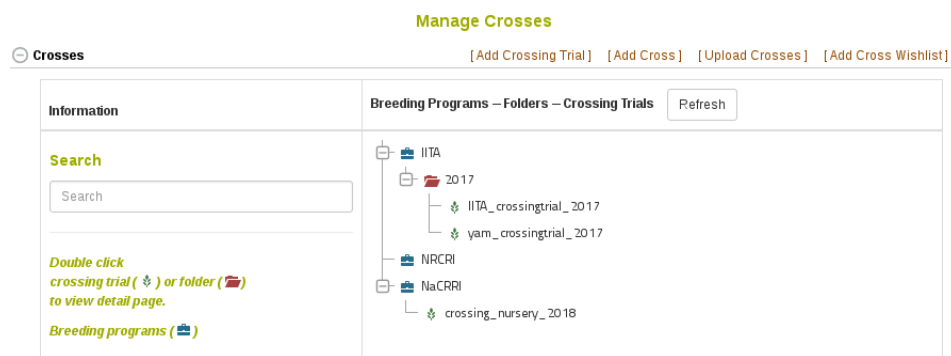 Manage Crosses
Crosses [Add Crossing Trial] [Add Cross] [Upload Crosses] [Add Cross Wishlist]
Information
Breeding Programs – Folders – Crossing Trials Refresh
Search
Search
Double click
crossing trial ( ) or folder ( )
to view detail page.
Breeding programs ( )
IITA
2017
IITA_crossingtrial_2017
yam_crossingtrial_2017
NRCRI
NaCRRI
crossing_nursery_2018